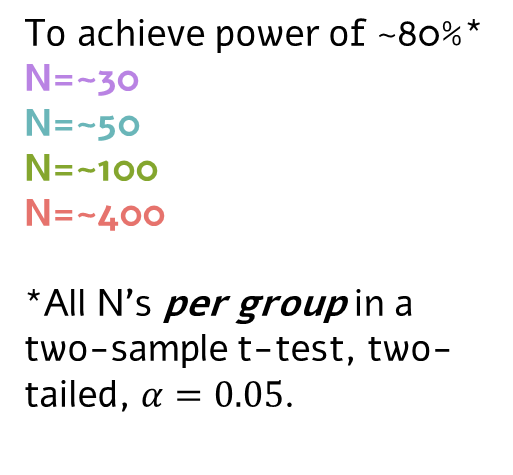 To achieve power of ~80%*
N=~30
N=~50
N=~100
N=~400
*All N's per group in a
two-sample t-test, two-
tailed, α = 0.05.